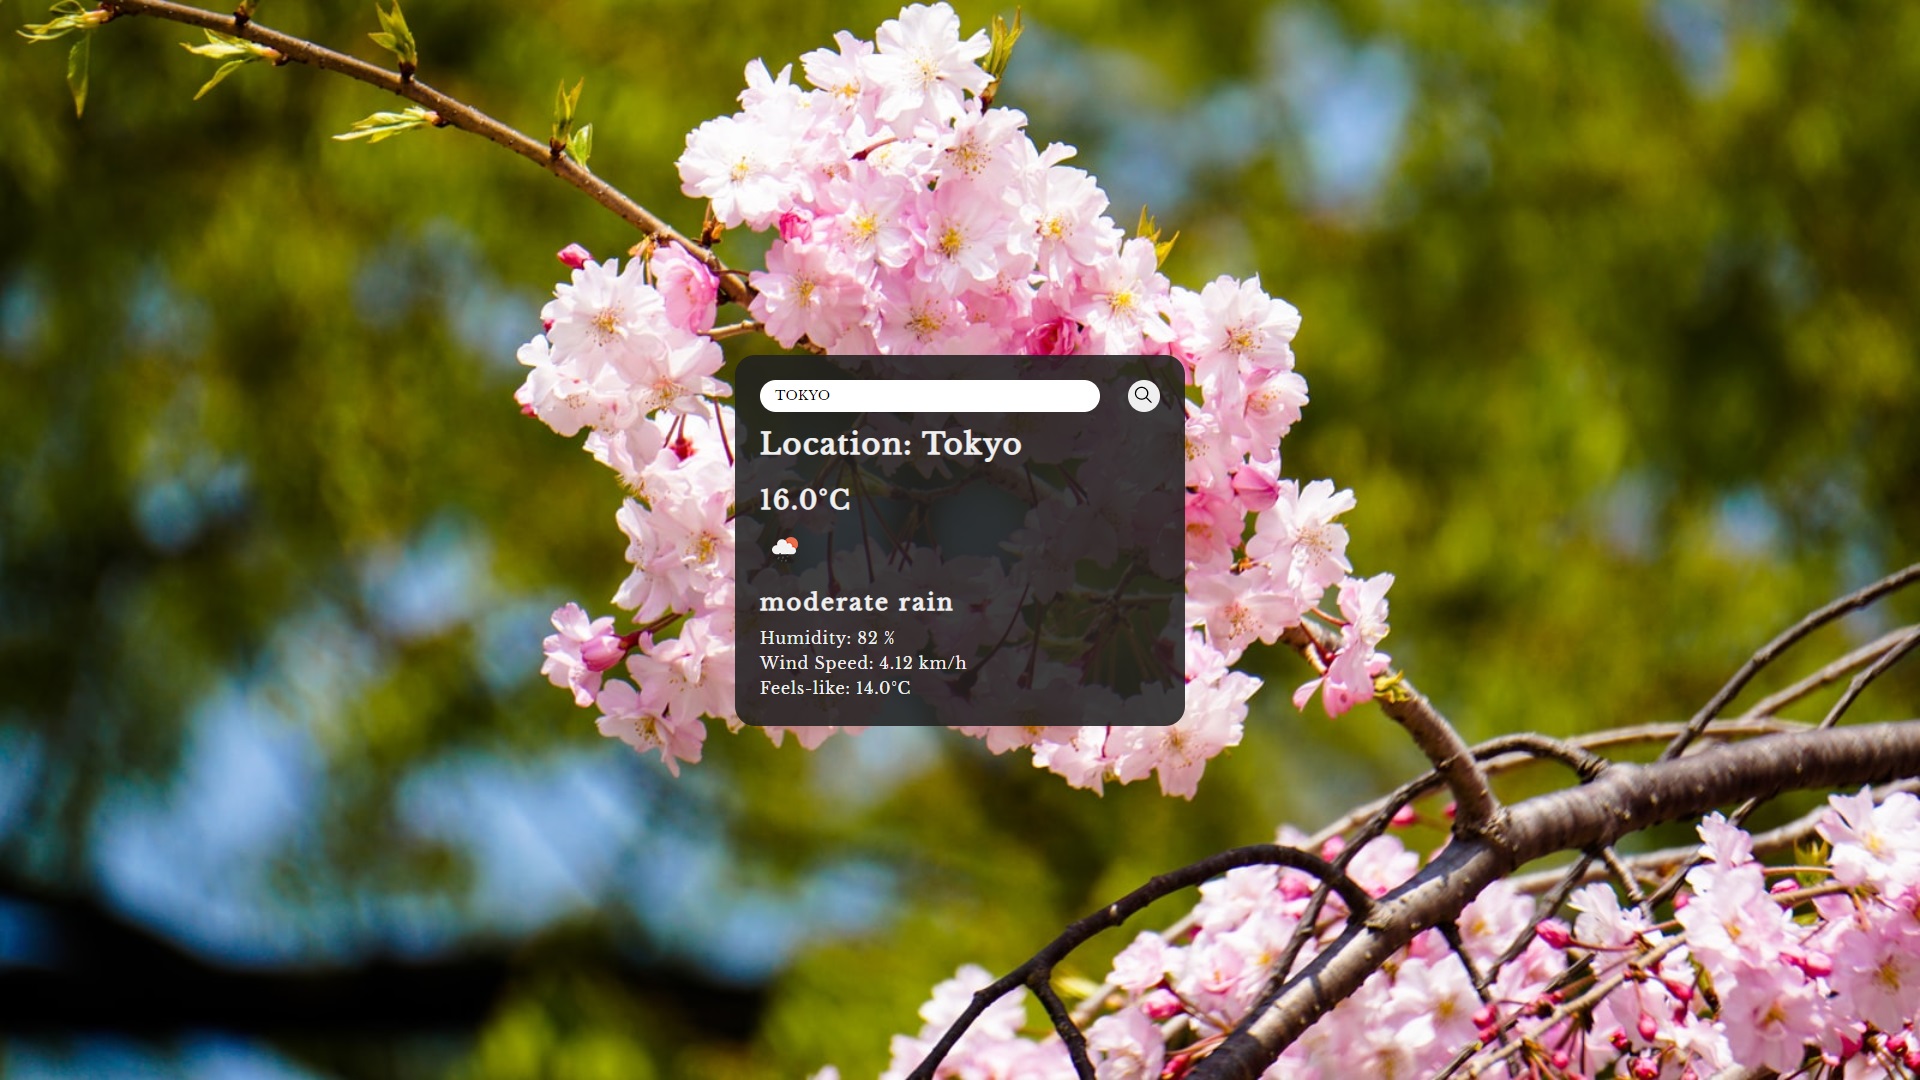 TOKYO
Location: Tokyo
16.0°C
moderate rain
Humidity: 82 %
Wind Speed: 4.12 km/h
Feels-like: 14.0°C